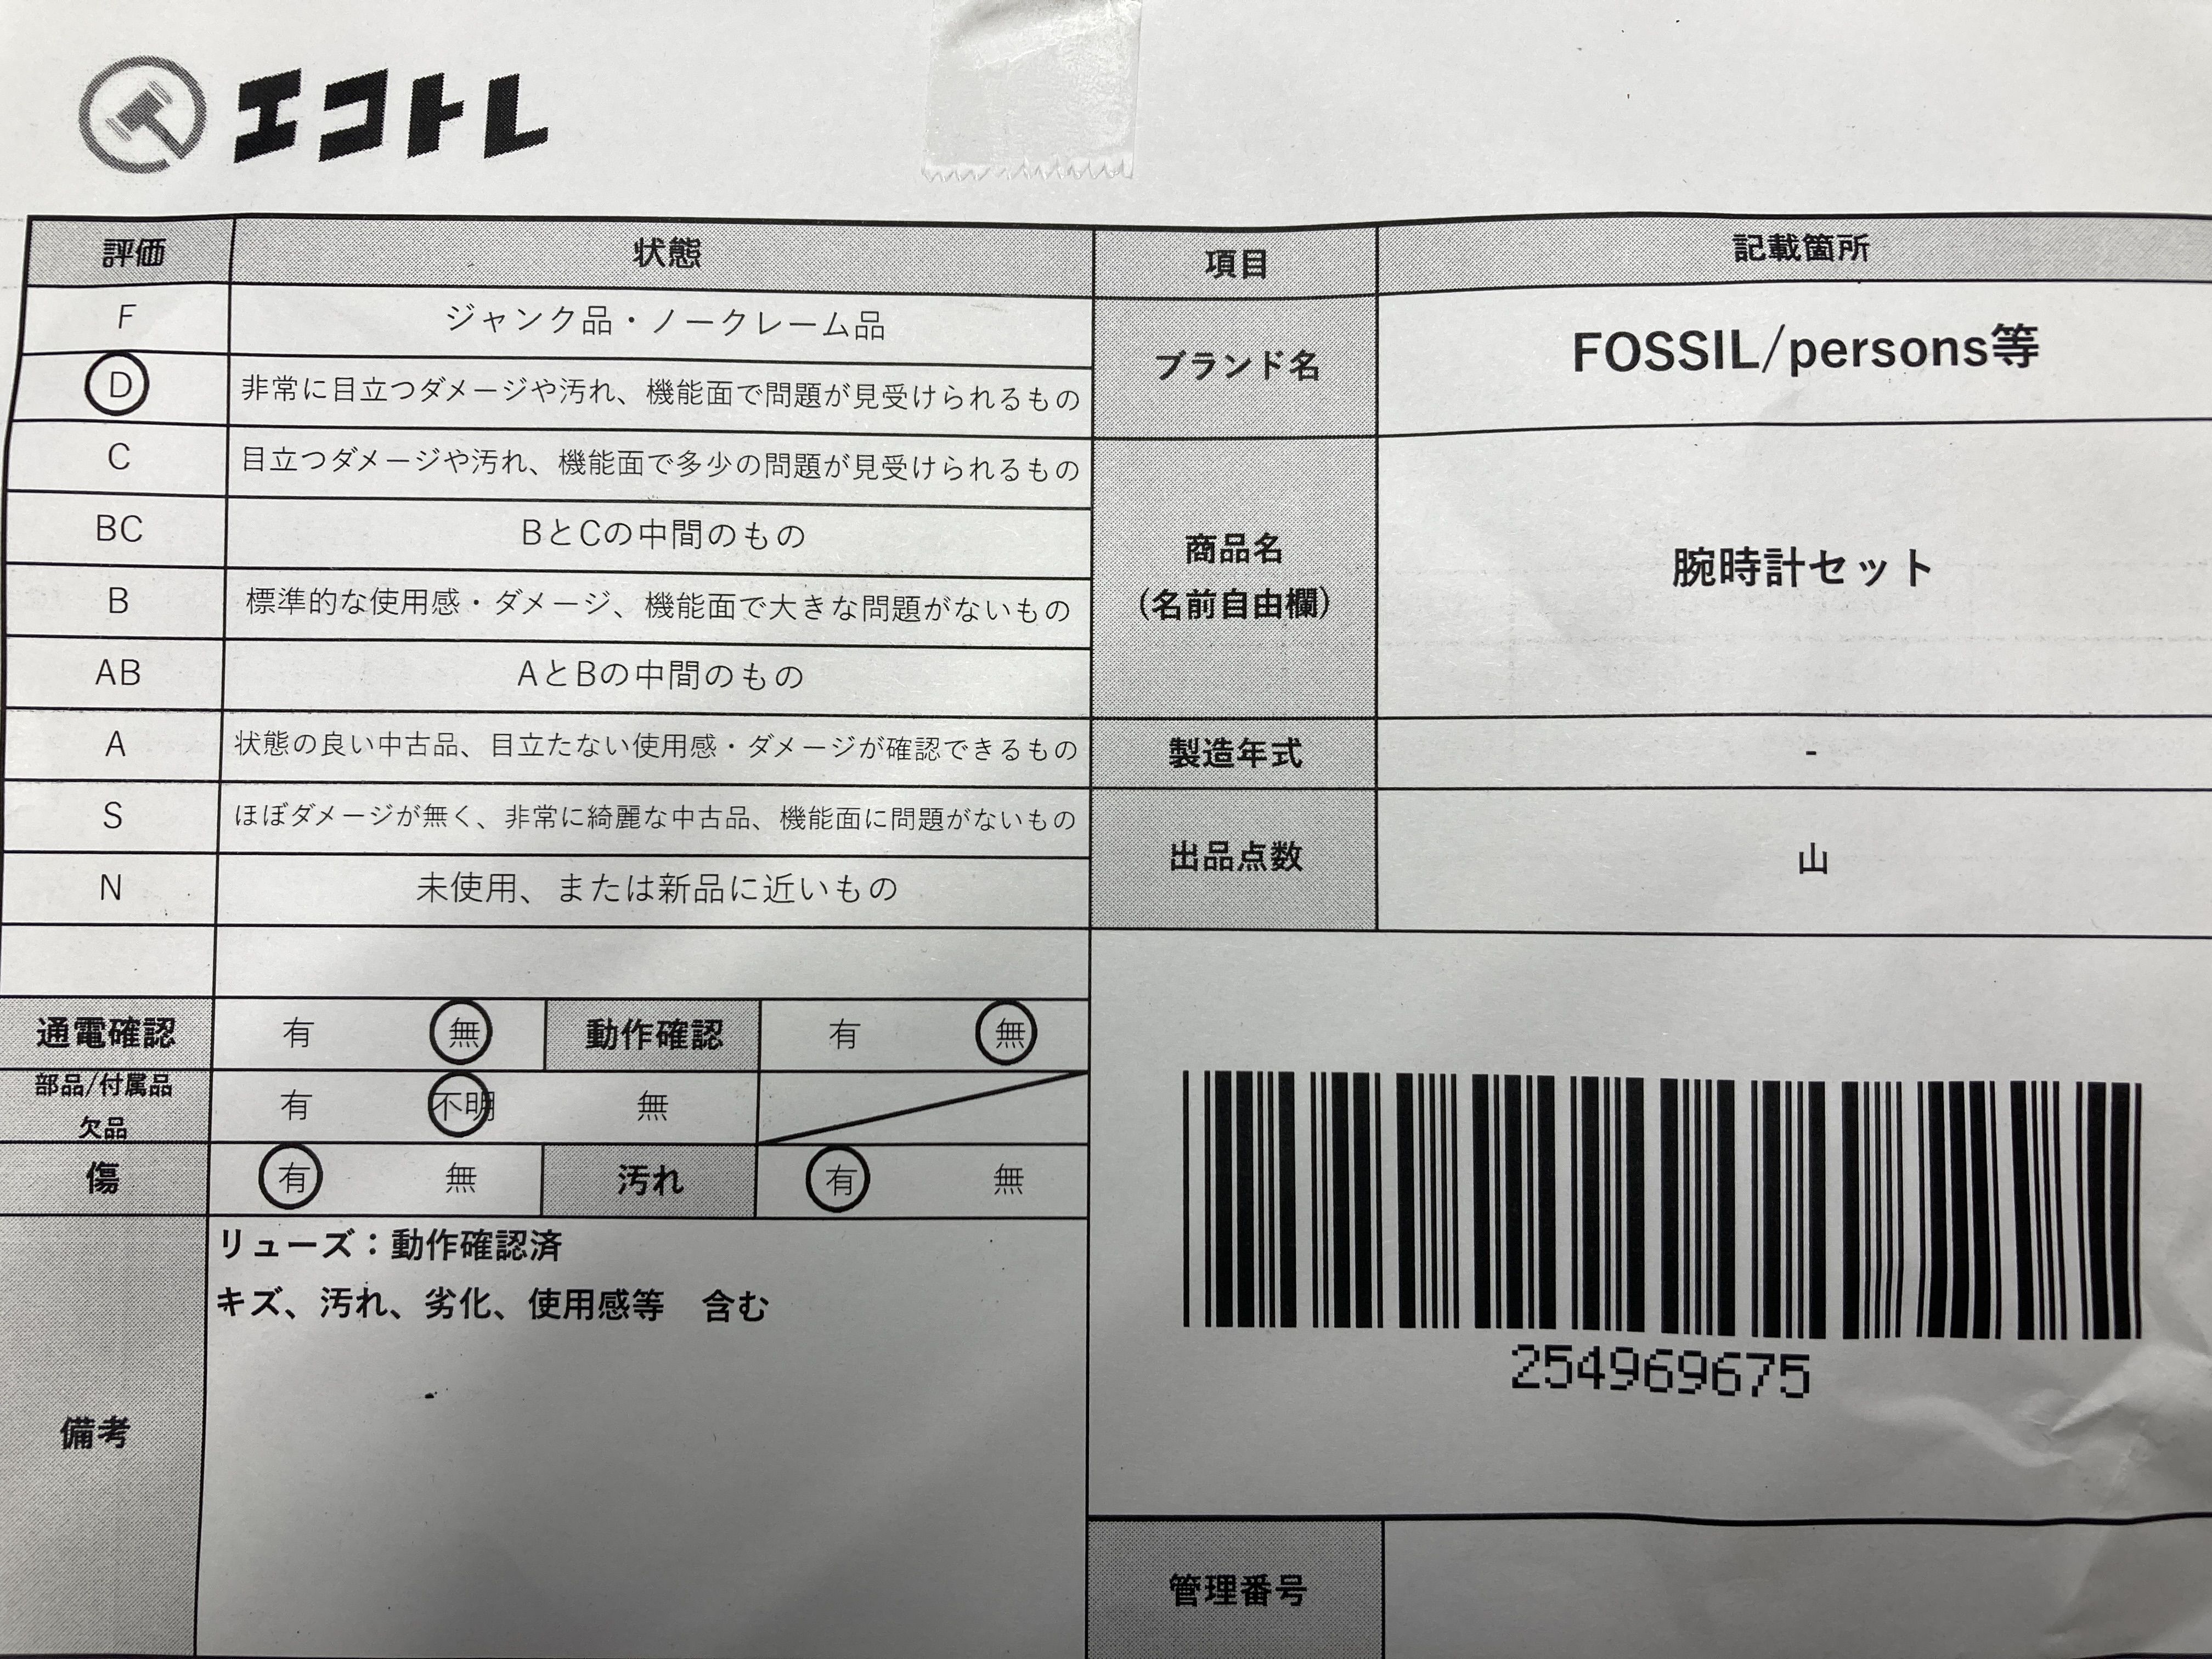 エコトレ
評価 状態
F ジャンク品・ノークレーム品
D 非常に目立つダメージや汚れ、機能面で問題が見受けられるもの
C 目立つダメージや汚れ、機能面で多少の問題が見受けられるもの
BC BとCの中間のもの
B 標準的な使用感・ダメージ、機能面で大きな問題がないもの
AB AとBの中間のもの
A 状態の良い中古品、目立たない使用感・ダメージが確認できるもの
S ほぼダメージが無く、非常に綺麗な中古品、機能面に問題がないもの
N 未使用、または新品に近いもの
通電確認 有 無 動作確認 有 無
部品/付属品
欠品
有 不明 無
傷 有 無 汚れ 有 無
備考
リューズ：動作確認済
キズ、汚れ、劣化、使用感等 含む
項目 記載箇所
ブランド名 FOSSIL/persons等
商品名
(名前自由欄)
腕時計セット
製造年式 -
出品点数 山
254969675
管理番号